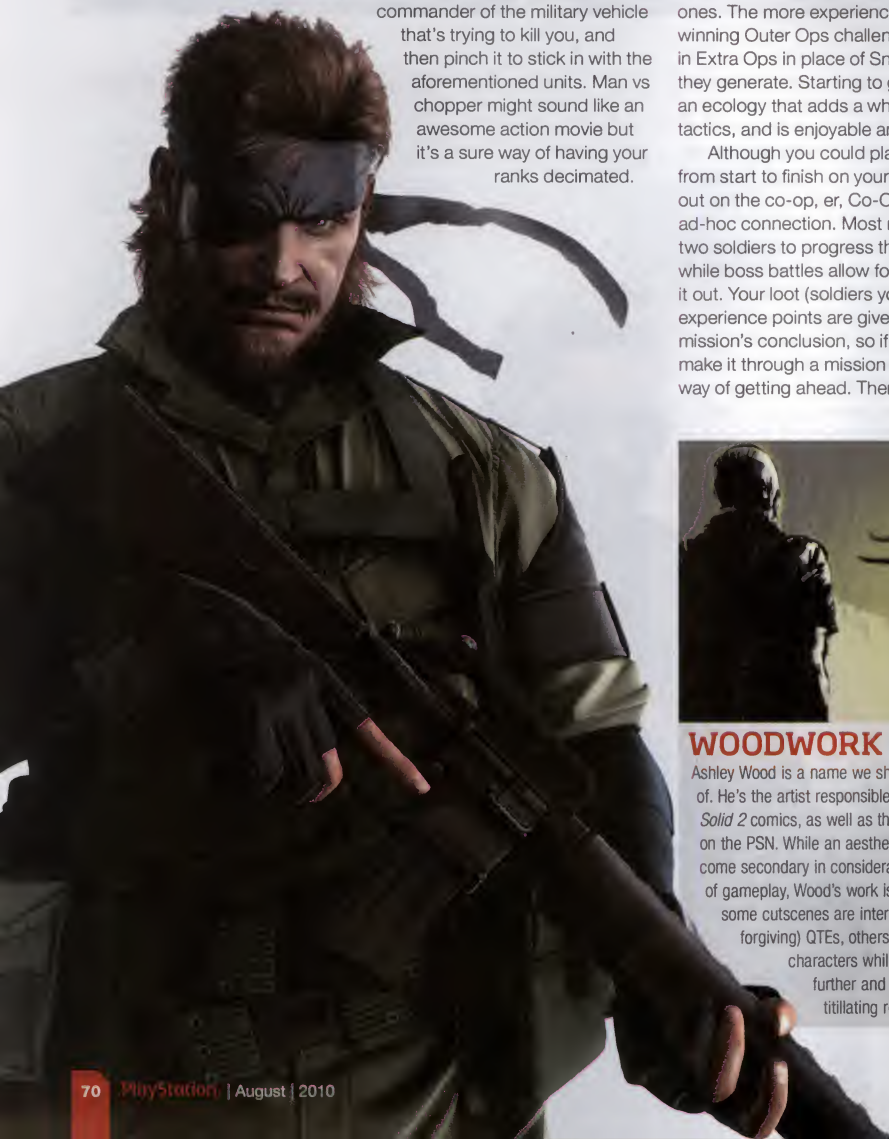 commander of the military vehicle
that's trying to kill you, and
then pinch it to stick in with the
aforementioned units. Man vs
chopper might sound like an
awesome action movie but
it's a sure way of having your
ranks decimated.
ones. The more experienc
winning Outer Ops challen
in Extra Ops in place of Sn
they generate. Starting to g
an ecology that adds a wh
tactics, and is enjoyable an
Although you could pla
from start to finish on your
out on the co-op, er, Co-O
ad-hoc connection. Most
two soldiers to progress th
while boss battles allow fo
it out. Your loot (soldiers yo
experience points are give
mission's conclusion, so if
make it through a mission
way of getting ahead. Ther
WOODWORK
Ashley Wood is a name we sh
of. He's the artist responsible
Solid 2 comics, as well as th
on the PSN. While an aesthe
come secondary in considera
of gameplay, Wood's work is
some cutscenes are inter
forgiving) QTEs, others
characters whil
further and
titillating r
70 PlayStation | August | 2010